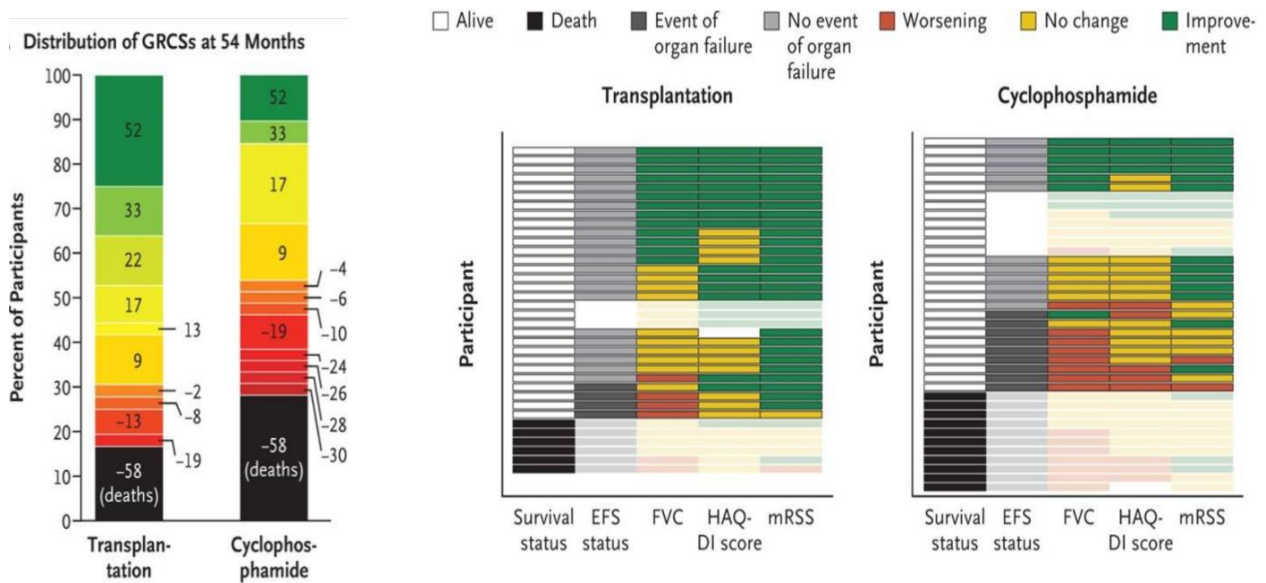 Distribution of GRCSs at 54 Months
Percent of Participants
100
90
80
70
60
50
40
30
20
10
0
52
33
22
17
13
9
–2
–8
–13
–19
–58
(deaths)
52
33
17
9
–4
–6
–10
–19
–24
–26
–28
–30
–58
(deaths)
Transplan-
tation
Cyclophos-
phamide
Alive
Death
Event of
organ failure
No event
of organ
failure
Worsening
No change
Improve-
ment
Transplantation
Participant
Survival
status
EFS
status
FVC
HAQ-
DI score
mRSS
Cyclophosphamide
Participant
Survival
status
EFS
status
FVC
HAQ-
DI score
mRSS